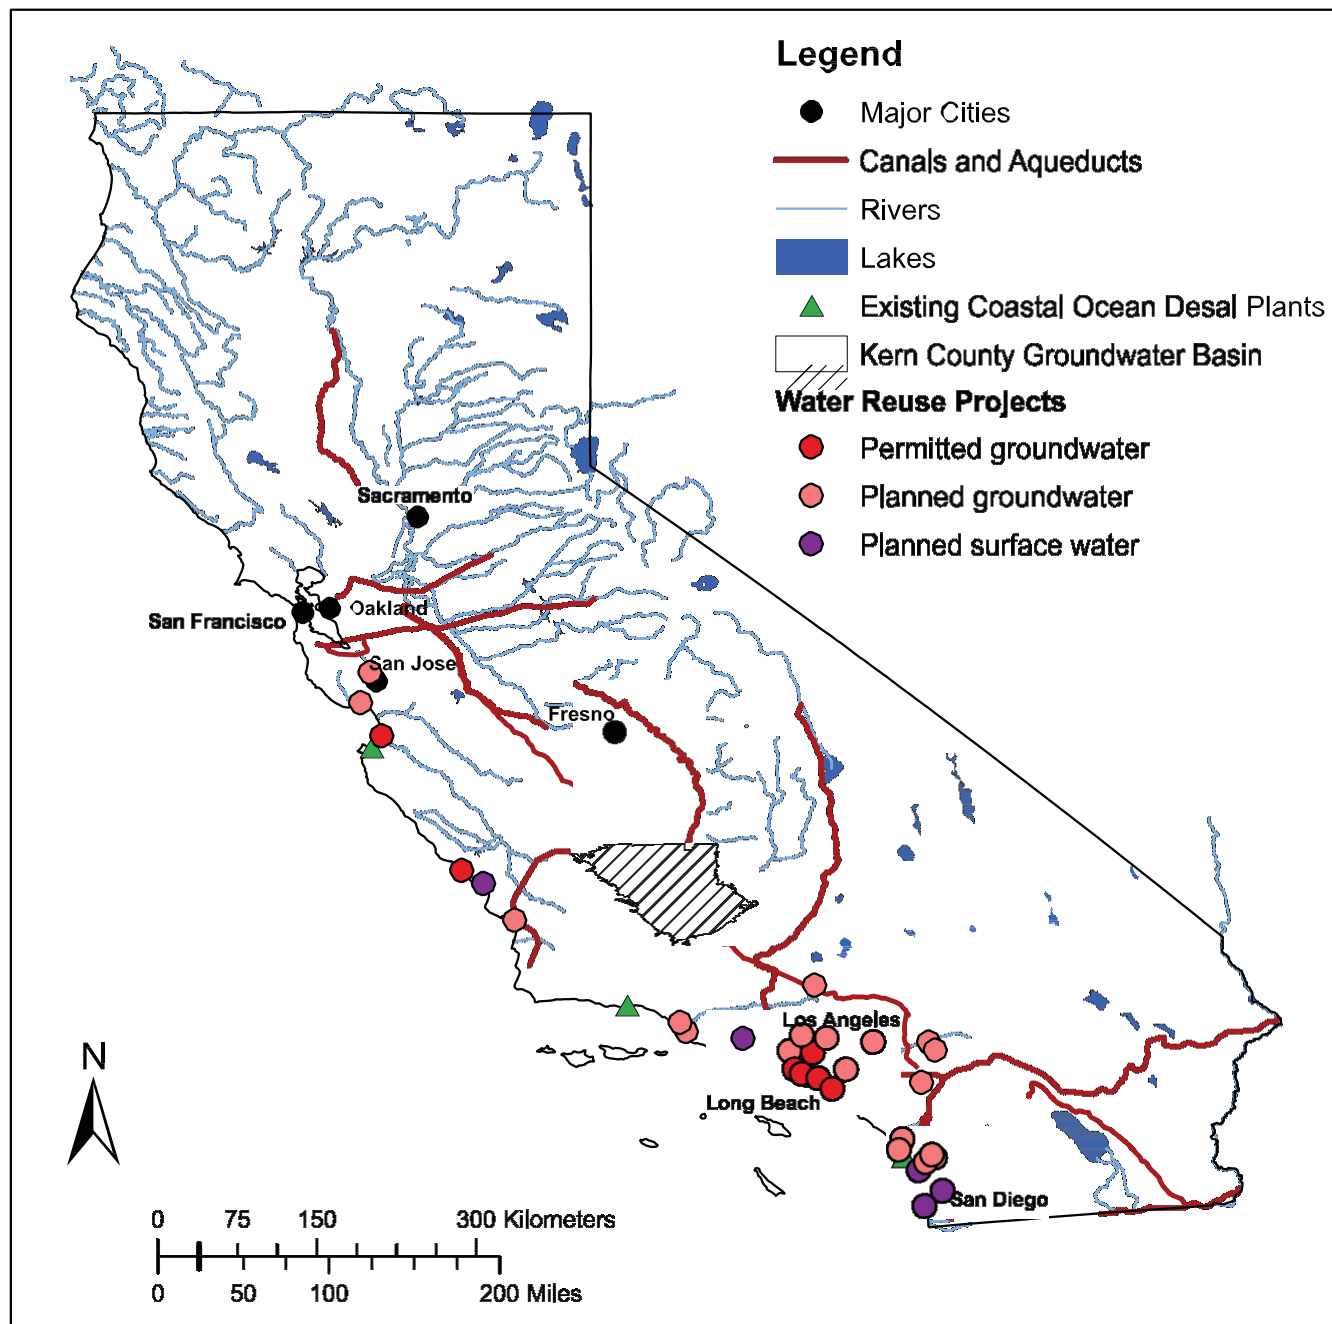 Legend
Major Cities
Canals and Aqueducts
Rivers
Lakes
Existing Coastal Ocean Desal Plants
Kern County Groundwater Basin
Water Reuse Projects
Permitted groundwater
Planned groundwater
Planned surface water
Sacramento
Oakland
San Francisco
San Jose
Fresno
Los Angeles
Long Beach
San Diego
N
0 75 150 300 Kilometers
0 50 100 200 Miles